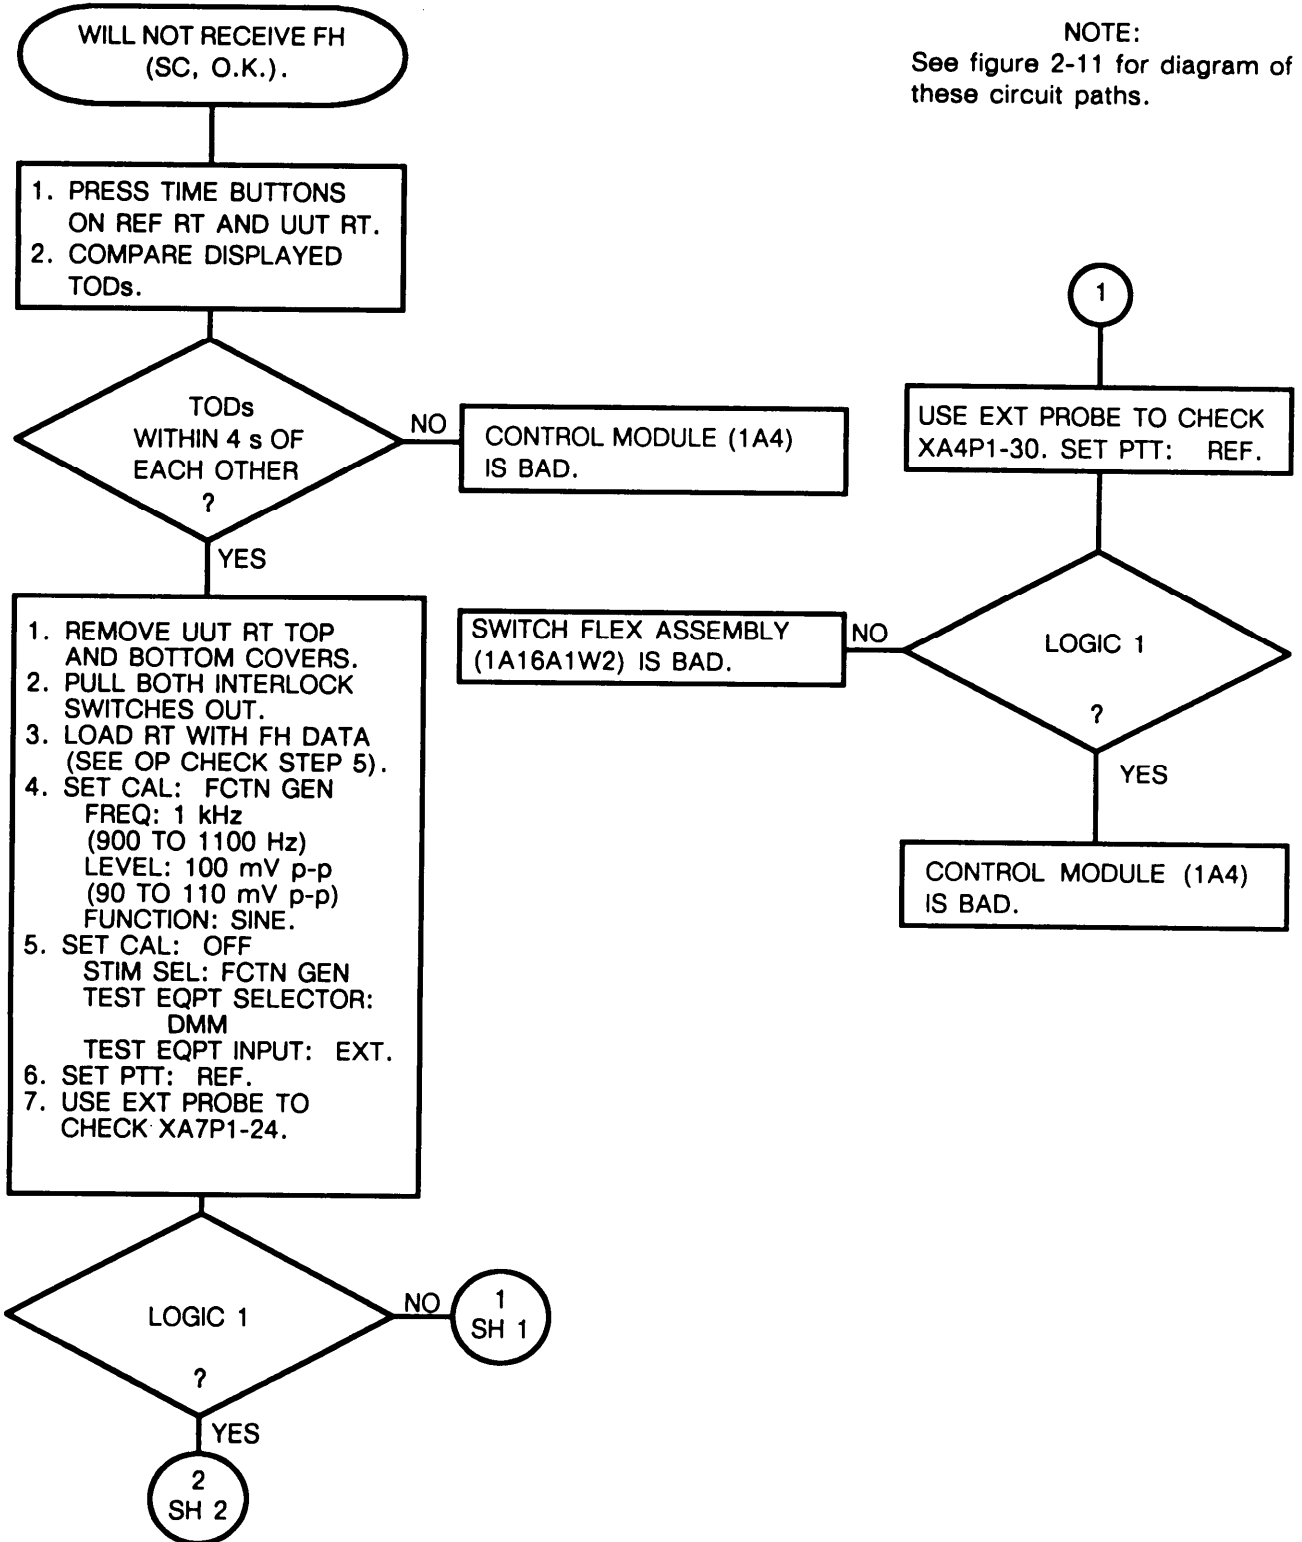 WILL NOT RECEIVE FH
(SC, O.K.).
NOTE:
See figure 2-11 for diagram of
these circuit paths.
1. PRESS TIME BUTTONS
ON REF RT AND UUT RT.
2. COMPARE DISPLAYED
TODs.
TODs
WITHIN 4 s OF
EACH OTHER
?
NO
CONTROL MODULE (1A4)
IS BAD.
YES
1. REMOVE UUT RT TOP
AND BOTTOM COVERS.
2. PULL BOTH INTERLOCK
SWITCHES OUT.
3. LOAD RT WITH FH DATA
(SEE OP CHECK STEP 5).
4. SET CAL: FCTN GEN
FREQ: 1 kHz
(900 TO 1100 Hz)
LEVEL: 100 mV p-p
(90 TO 110 mV p-p)
FUNCTION: SINE.
5. SET CAL: OFF
STIM SEL: FCTN GEN
TEST EQPT SELECTOR:
DMM
TEST EQPT INPUT: EXT.
6. SET PTT: REF.
7. USE EXT PROBE TO
CHECK XA7P1-24.
LOGIC 1
?
NO
1
SH 1
YES
2
SH 2
1
USE EXT PROBE TO CHECK
XA4P1-30. SET PTT: REF.
LOGIC 1
?
NO
SWITCH FLEX ASSEMBLY
(1A16A1W2) IS BAD.
YES
CONTROL MODULE (1A4)
IS BAD.